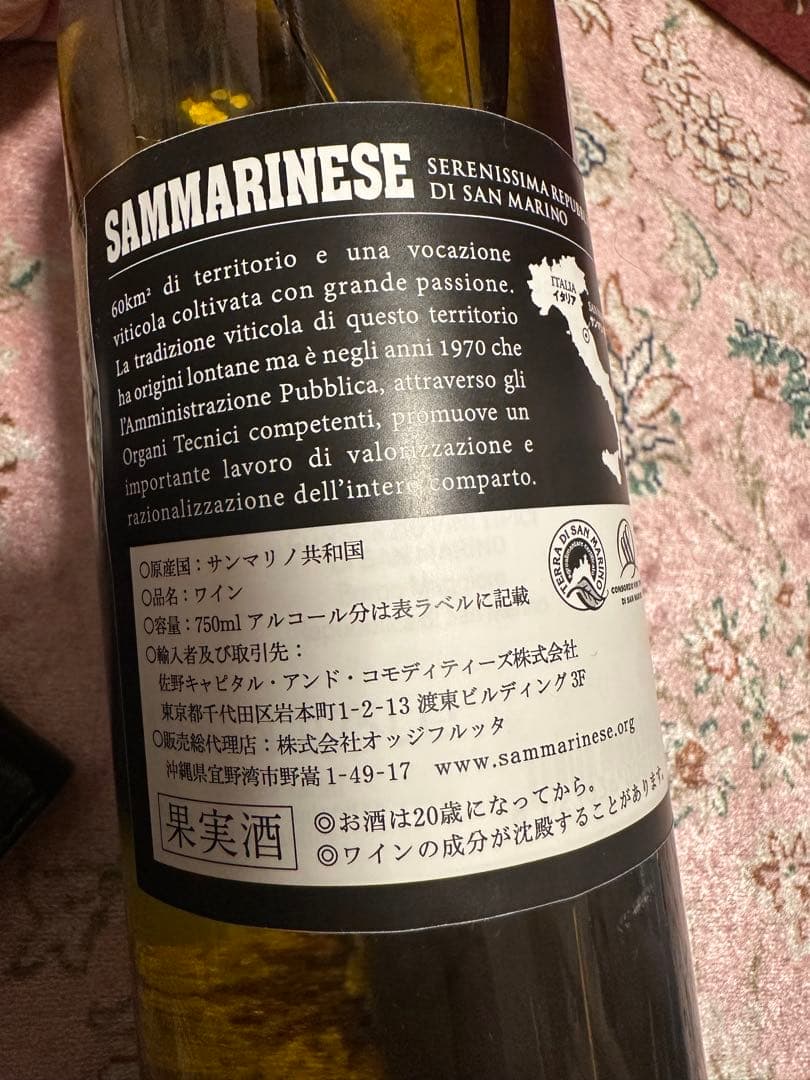 SAMMARINESE
SERENISSIMA
DI SAN MARINO
60km² di territorio e una vocazione
viticola coltivata con grande passione.
La tradizione viticola di questo territorio
ha origini lontane ma è negli anni 1970 che
l'Amministrazione Pubblica, attraverso gli
Organi Tecnici competenti, promuove un
importante lavoro di valorizzazione e
razionalizzazione dell'intero comparto.
ITALIA
イタリア
○原産国：サンマリノ共和国
○品名：ワイン
○容量：750ml アルコール分は表ラベルに記載
○輸入者及び取引先：
佐野キャピタル・アンド・コモディティーズ株式会社
東京都千代田区岩本町1-2-13 渡東ビルディング3F
○販売総代理店：株式会社オッジフルッタ
沖縄県宜野湾市野嵩1-49-17 www.sammarinese.org
果実酒
◎お酒は20歳になってから。
◎ワインの成分が沈殿することがあります。
TERRA DI SAN MARINO
CONSORZIO
DI SAN